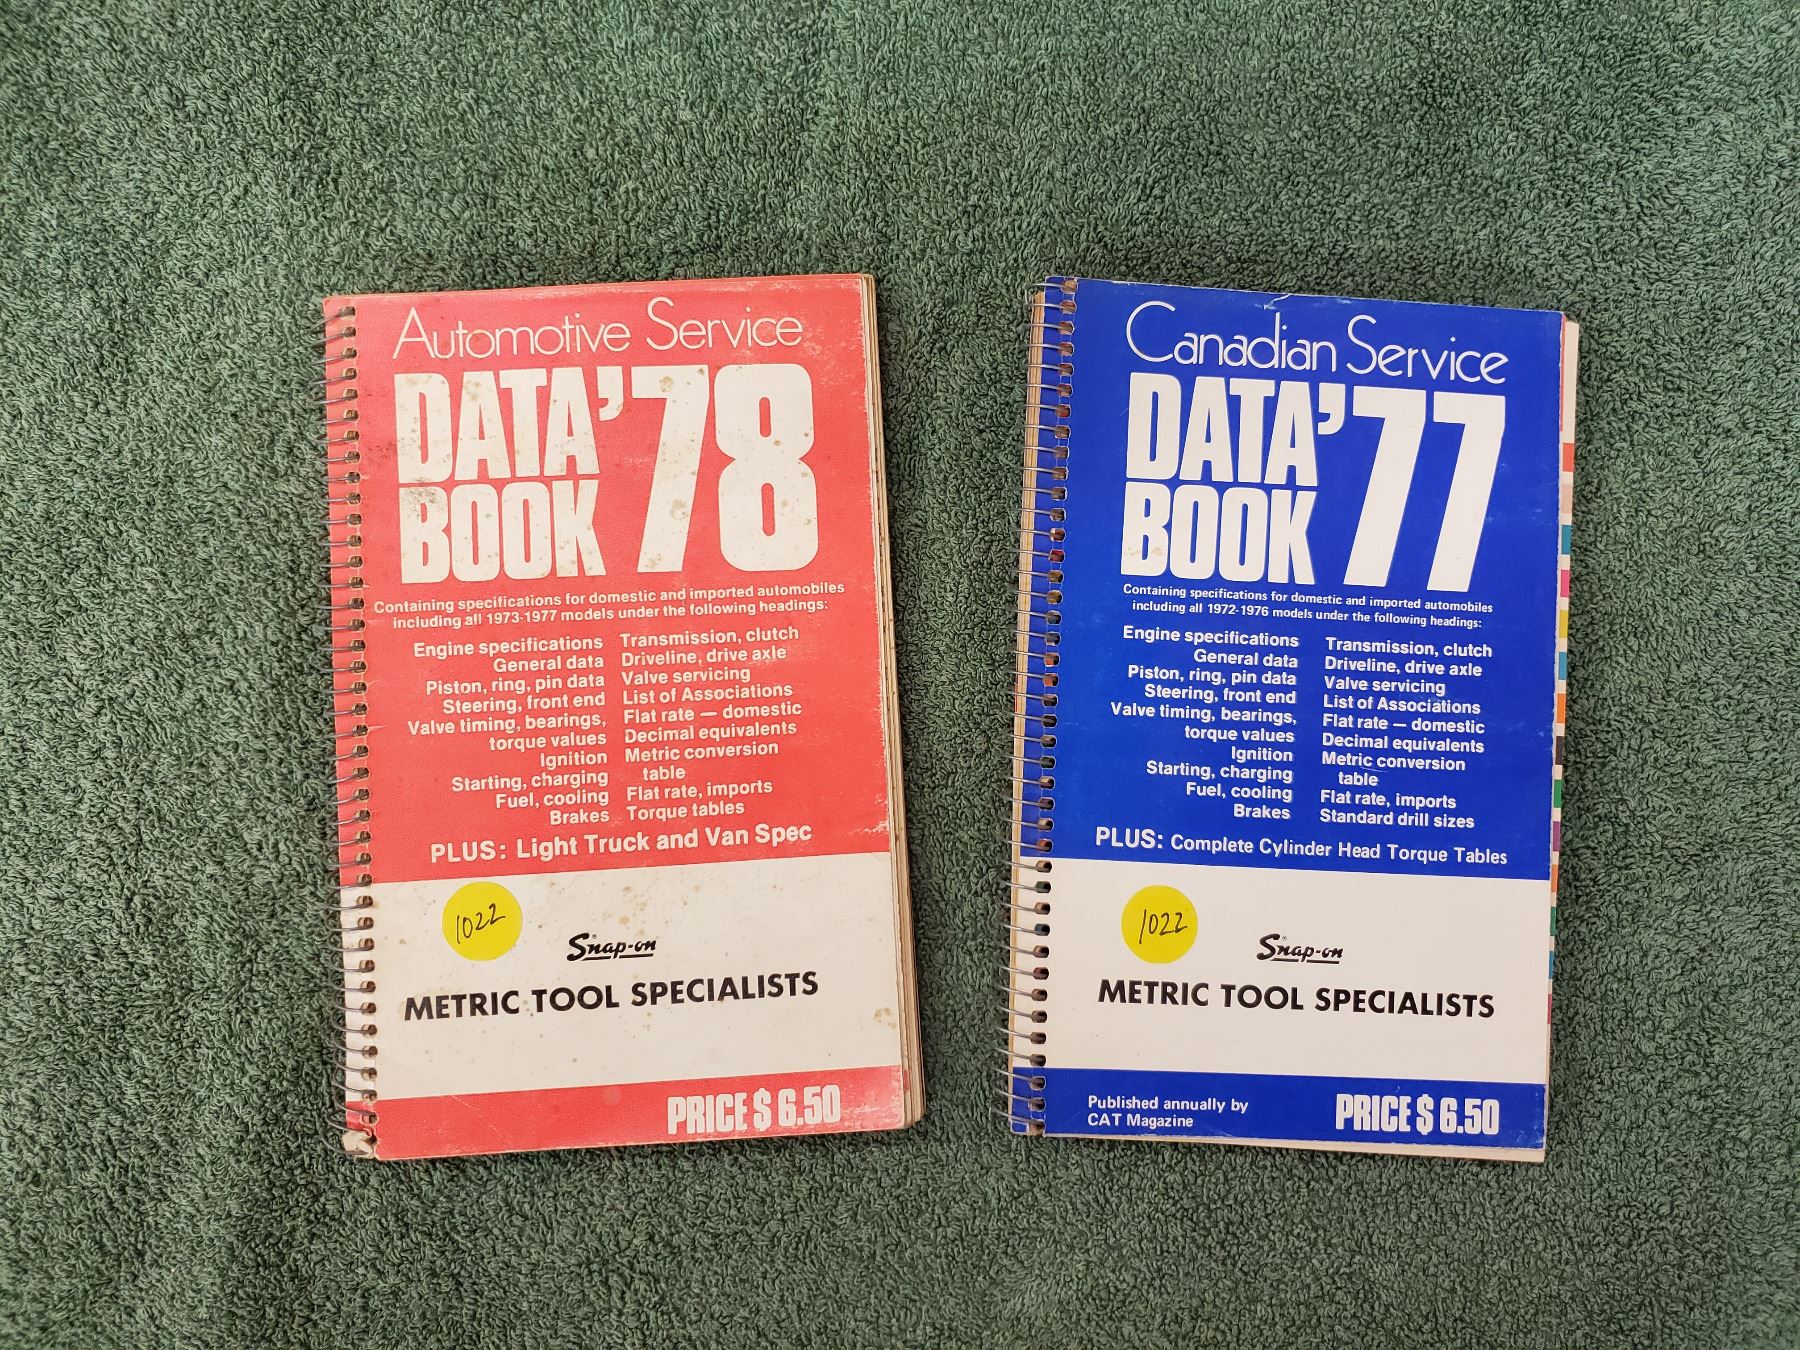 Automotive Service
DATA '78
BOOK
Containing specifications for domestic and imported automobiles
including all 1973-1977 models under the following headings:
Engine specifications
General data
Piston, ring, pin data
Steering, front end
Valve timing, bearings,
torque values
Ignition
Starting, charging
Fuel, cooling
Brakes
Transmission, clutch
Driveline, drive axle
Valve servicing
List of Associations
Flat rate — domestic
Decimal equivalents
Metric conversion
table
Flat rate, imports
Torque tables
PLUS: Light Truck and Van Spec
1022
Snap-on
METRIC TOOL SPECIALISTS
PRICE $ 6.50
Canadian Service
DATA '77
BOOK
Containing specifications for domestic and imported automobiles
including all 1972-1976 models under the following headings:
Engine specifications
General data
Piston, ring, pin data
Steering, front end
Valve timing, bearings,
torque values
Ignition
Starting, charging
Fuel, cooling
Brakes
Transmission, clutch
Driveline, drive axle
Valve servicing
List of Associations
Flat rate — domestic
Decimal equivalents
Metric conversion
table
Flat rate, imports
Standard drill sizes
PLUS: Complete Cylinder Head Torque Tables
1022
Snap-on
METRIC TOOL SPECIALISTS
Published annually by
CAT Magazine
PRICE $ 6.50